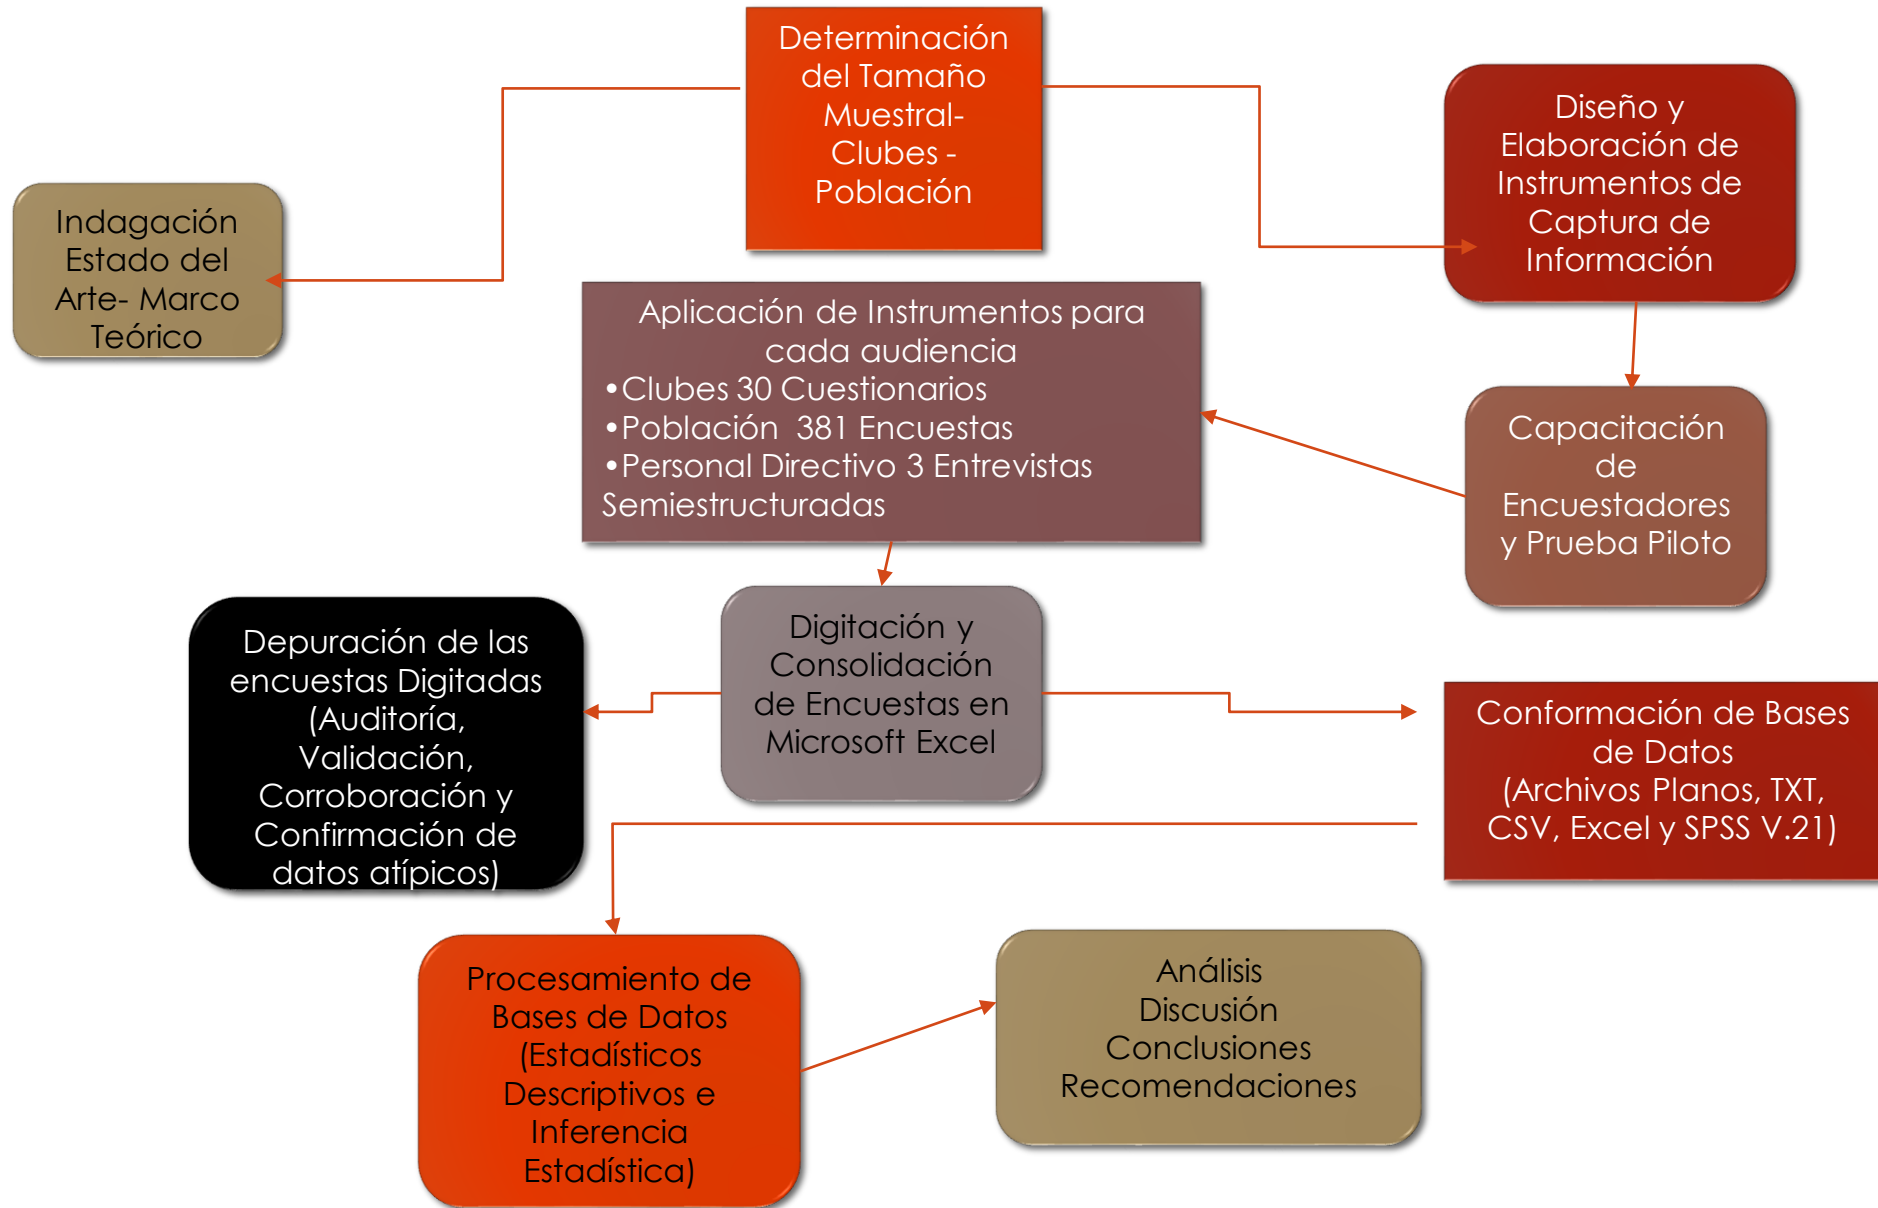 Determinación
del Tamaño
Muestral-
Clubes -
Población
Diseño y
Elaboración de
Instrumentos de
Captura de
Información
Indagación
Estado del
Arte- Marco
Teórico
Aplicación de Instrumentos para
cada audiencia
•Clubes 30 Cuestionarios
•Población  381 Encuestas
•Personal Directivo 3 Entrevistas
Semiestructuradas
Capacitación
de
Encuestadores
y Prueba Piloto
Depuración de las
encuestas Digitadas
(Auditoría,
Validación,
Corroboración y
Confirmación de
datos atípicos)
Digitación y
Consolidación
de Encuestas en
Microsoft Excel
Conformación de Bases
de Datos
(Archivos Planos, TXT,
CSV, Excel y SPSS V.21)
Procesamiento de
Bases de Datos
(Estadísticos
Descriptivos e
Inferencia
Estadística)
Análisis
Discusión
Conclusiones
Recomendaciones